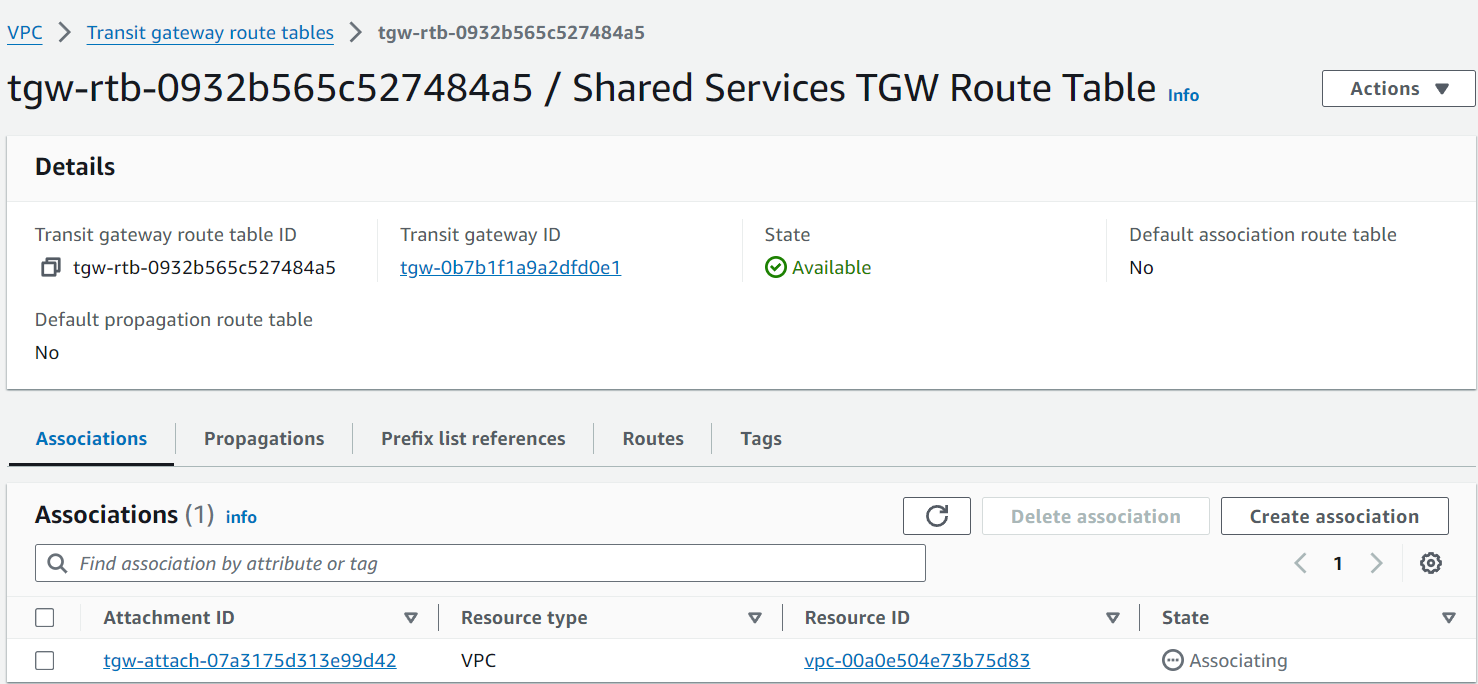 VPC > Transit gateway route tables > tgw-rtb-0932b565c527484a5
tgw-rtb-0932b565c527484a5 / Shared Services TGW Route Table Info
Actions
Details
Transit gateway route table ID Transit gateway ID State Default association route table
tgw-rtb-0932b565c527484a5 tgw-0b7b1f1a9a2dfd0e1 Available No
Default propagation route table
No
Associations Propagations Prefix list references Routes Tags
Associations (1) info Delete association Create association
Find association by attribute or tag 1
Attachment ID Resource type Resource ID State
tgw-attach-07a3175d313e99d42 VPC vpc-00a0e504e73b75d83 Associating